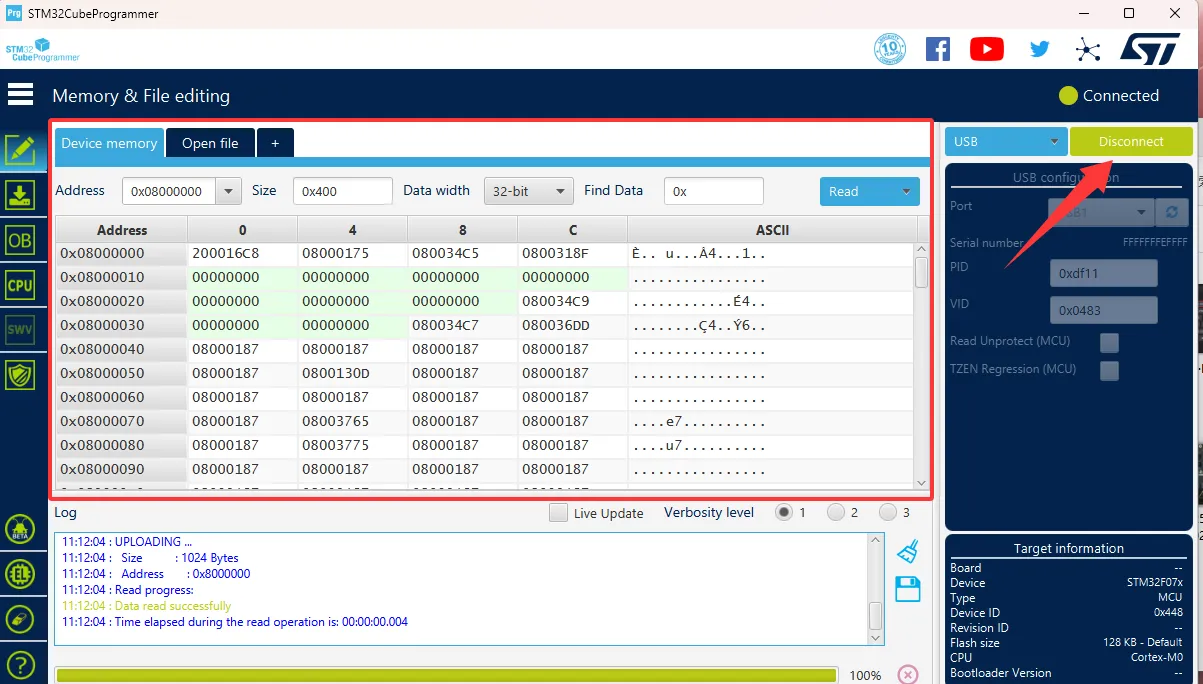 Prg STM32CubeProgrammer
STM32 CubeProgrammer
10 YEARS
Memory & File editing
Connected
Device memory Open file +
Address 0x08000000 Size 0x400 Data width 32-bit Find Data 0x Read
Address 0 4 8 C ASCII
0x08000000 200016C8 08000175 080034C5 0800318F È.. u...Å4...1..
0x08000010 00000000 00000000 00000000 00000000 ................
0x08000020 00000000 00000000 00000000 080034C9 ............É4..
0x08000030 00000000 00000000 080034C7 080036DD ........Ç4..Ý6..
0x08000040 08000187 08000187 08000187 08000187 ................
0x08000050 08000187 0800130D 08000187 08000187 ................
0x08000060 08000187 08000187 08000187 08000187 ................
0x08000070 08000187 08003765 08000187 08000187 ....e7..........
0x08000080 08000187 08003775 08000187 08000187 ....u7..........
0x08000090 08000187 08000187 08000187 08000187 ................
OB
CPU
SWV
BETA
Log Live Update Verbosity level 1 2 3
11:12:04 : UPLOADING ...
11:12:04 : Size : 1024 Bytes
11:12:04 : Address : 0x8000000
11:12:04 : Read progress:
11:12:04 : Data read successfully
11:12:04 : Time elapsed during the read operation is: 00:00:00.004
100%
USB Disconnect
USB
Port
Serial number FFFFFFFEFFFF
PID 0xdf11
VID 0x0483
Read Unprotect (MCU)
TZEN Regression (MCU)
Target information
Board --
Device STM32F07x
Type MCU
Device ID 0x448
Revision ID --
Flash size 128 KB - Default
CPU Cortex-M0
Bootloader Version --